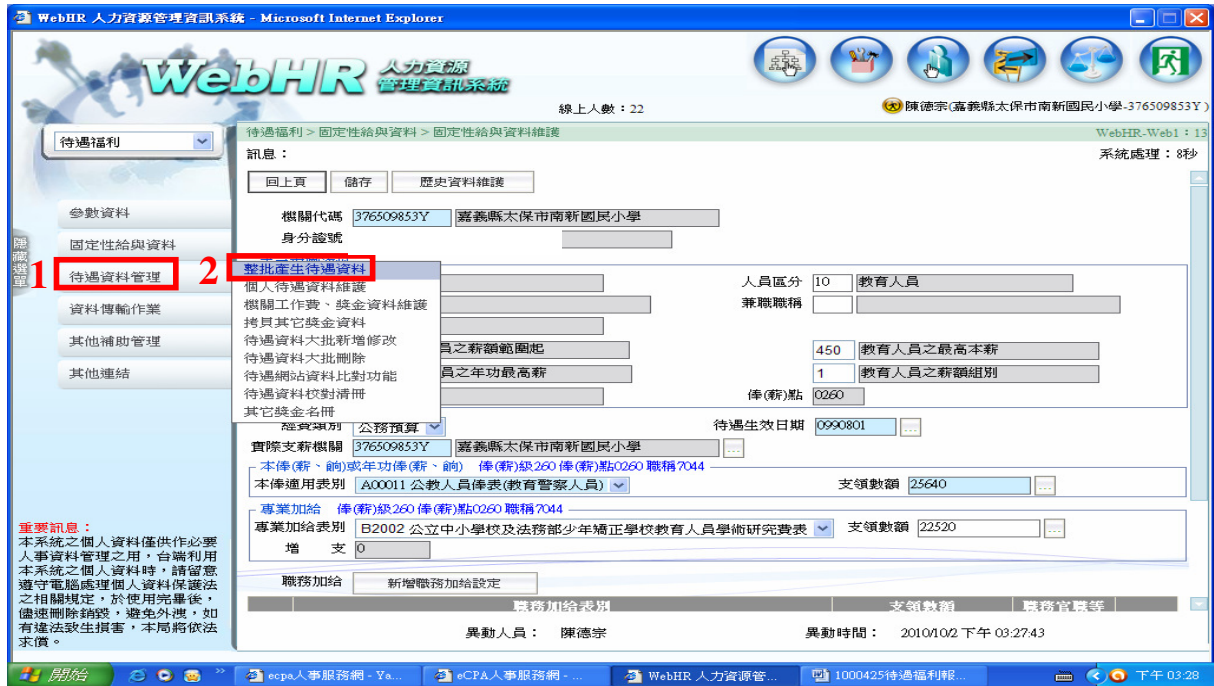 WebHR 人力資源管理資訊系統 - Microsoft Internet Explorer
WebHR 人力資源
管理資訊系統
線上人數：22
陳德宗(嘉義縣太保市南新國民小學-376509853Y)
待遇福利
待遇福利 > 固定性給與資料 > 固定性給與資料維護
WebHR-Web1：13
訊息：
系統處理：8秒
回上頁 儲存 歷史資料維護
參數資料
固定性給與資料
待遇資料管理
資料傳輸作業
其他補助管理
其他連結
隱藏選單
1
2
機關代碼 376509853Y 嘉義縣太保市南新國民小學
身分證號
整批產生待遇資料
個人待遇資料維護
機關工作費、獎金資料維護
拷貝其它獎金資料
待遇資料大批新增修改
待遇資料大批刪除
待遇網站資料比對功能
待遇資料校對清冊
其它獎金名冊
人員區分 10 教育人員
兼職職稱
員之薪額範圍起 450 教育人員之最高本薪
員之年功最高薪 1 教育人員之薪額組別
俸(薪)點 0260
經費類別 公務預算
待遇生效日期 0990801 ...
實際支薪機關 376509853Y 嘉義縣太保市南新國民小學 ...
本俸(薪、餉)或年功俸(薪、餉) 俸(薪)級260 俸(薪)點0260 職稱7044
本俸適用表別 A00011 公教人員俸表(教育警察人員) 支領數額 25640 ...
專業加給 俸(薪)級260 俸(薪)點0260 職稱7044
專業加給表別 B2002 公立中小學校及法務部少年矯正學校教育人員學術研究費表 支領數額 22520 ...
增 支 0
職務加給 新增職務加給設定
職務加給表別 支領數額 職務官職等
異動人員： 陳德宗 異動時間： 2010/10/2 下午 03:27:43
重要訊息：
本系統之個人資料僅供作必要
人事資料管理之用，台端利用
本系統之個人資料時，請留意
遵守電腦處理個人資料保護法
之相關規定，於使用完畢後，
儘速刪除銷毀，避免外洩，如
有違法致生損害，本局將依法
求償。
開始 ecpa人事服務網 - Ya... eCPA人事服務網 - ... WebHR 人力資源管... 1000425待遇福利報... 下午 03:28